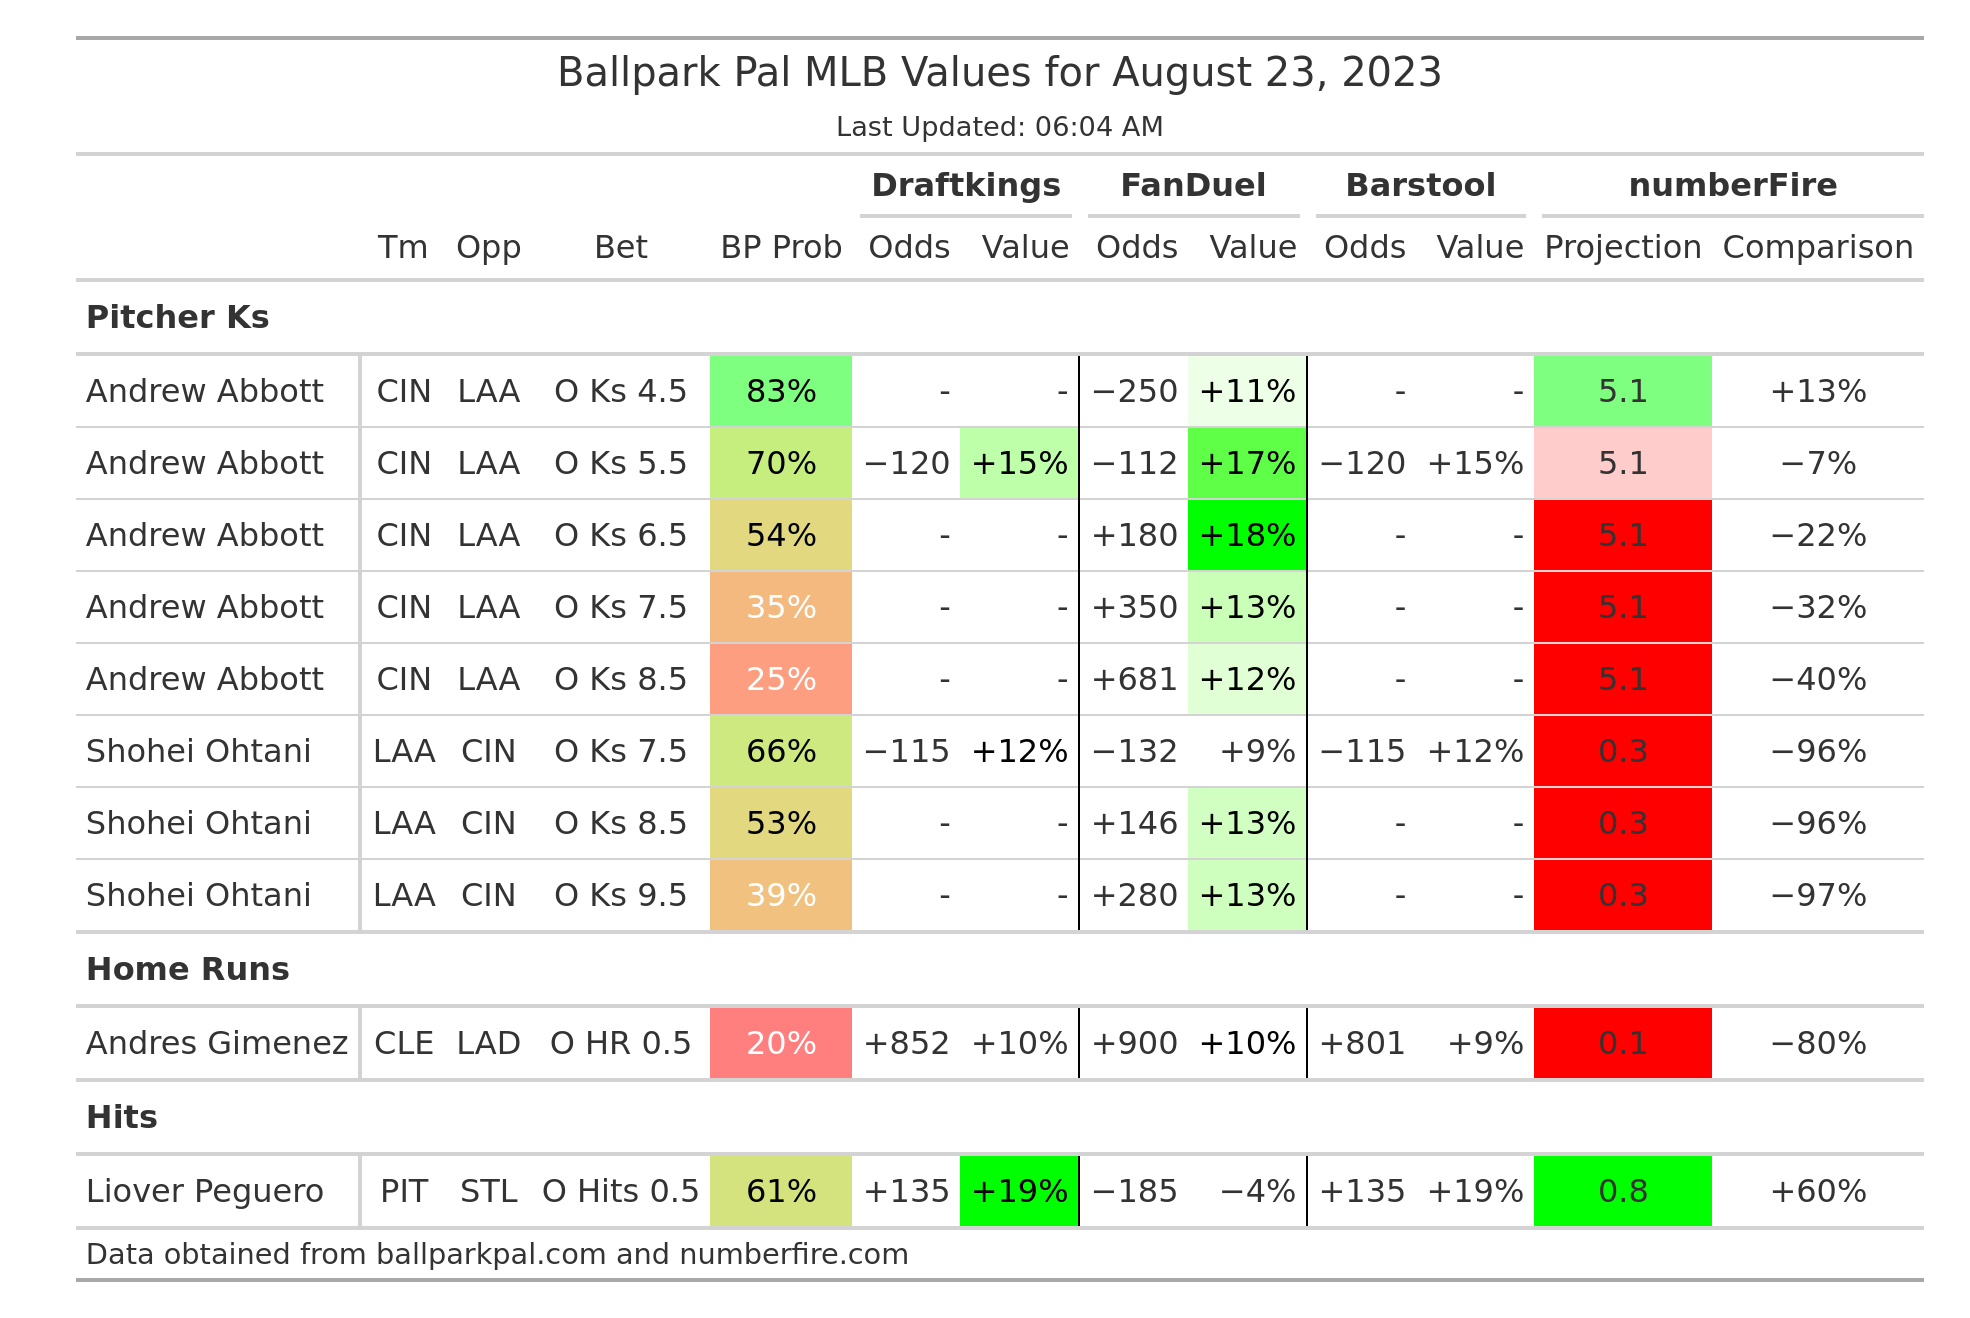 Ballpark Pal MLB Values for August 23, 2023
Last Updated: 06:04 AM
Draftkings FanDuel Barstool numberFire
Tm Opp Bet BP Prob Odds Value Odds Value Odds Value Projection Comparison
Pitcher Ks
Andrew Abbott CIN LAA O Ks 4.5 83% - - −250 +11% - - 5.1 +13%
Andrew Abbott CIN LAA O Ks 5.5 70% −120 +15% −112 +17% −120 +15% 5.1 −7%
Andrew Abbott CIN LAA O Ks 6.5 54% - - +180 +18% - - 5.1 −22%
Andrew Abbott CIN LAA O Ks 7.5 35% - - +350 +13% - - 5.1 −32%
Andrew Abbott CIN LAA O Ks 8.5 25% - - +681 +12% - - 5.1 −40%
Shohei Ohtani LAA CIN O Ks 7.5 66% −115 +12% −132 +9% −115 +12% 0.3 −96%
Shohei Ohtani LAA CIN O Ks 8.5 53% - - +146 +13% - - 0.3 −96%
Shohei Ohtani LAA CIN O Ks 9.5 39% - - +280 +13% - - 0.3 −97%
Home Runs
Andres Gimenez CLE LAD O HR 0.5 20% +852 +10% +900 +10% +801 +9% 0.1 −80%
Hits
Liover Peguero PIT STL O Hits 0.5 61% +135 +19% −185 −4% +135 +19% 0.8 +60%
Data obtained from ballparkpal.com and numberfire.com